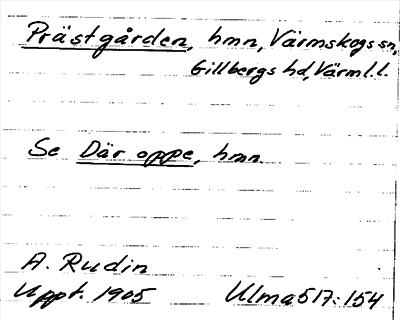 Prästgården, hmn, Värmskogs sn,
Gillbergs hd, Värml. l.
Se Där oppe, hmn.
A. Rudin
Uppt. 1905 Ulma 517:154